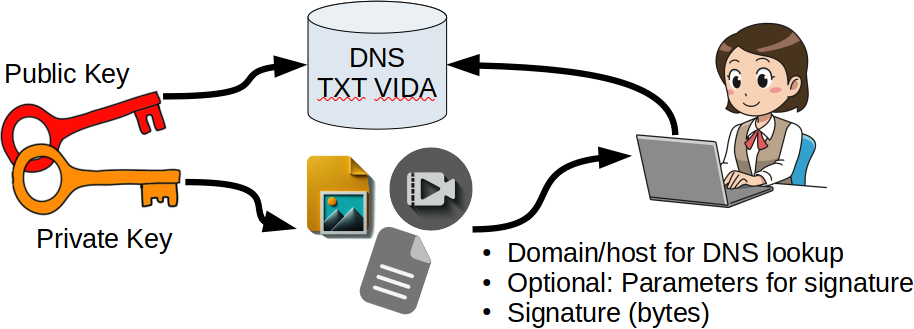 DNS
TXT VIDA
Public Key
Private Key
• Domain/host for DNS lookup
• Optional: Parameters for signature
• Signature (bytes)